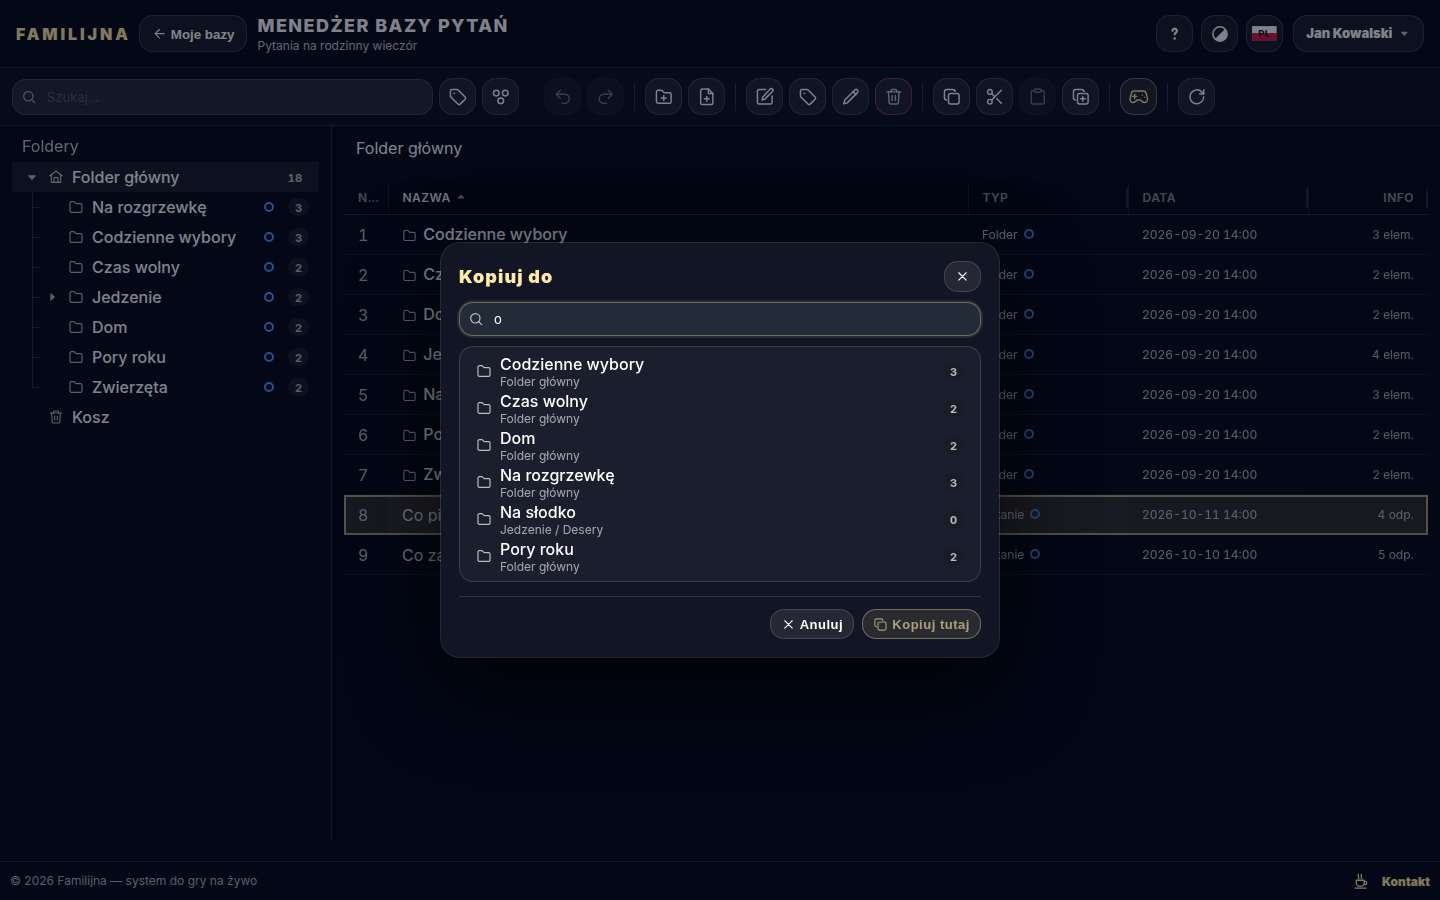 FAMILIJNA
Moje bazy
MENEDŻER BAZY PYTAŃ
Pytania na rodzinny wieczór
?
PL
Jan Kowalski
Szukaj...
Foldery
Folder główny 18
Na rozgrzewkę 3
Codzienne wybory 3
Czas wolny 2
Jedzenie 2
Dom 2
Pory roku 2
Zwierzęta 2
Kosz
Folder główny
N... NAZWA TYP DATA INFO
1 Codzienne wybory Folder 2026-09-20 14:00 3 elem.
2 2026-09-20 14:00 2 elem.
3 2026-09-20 14:00 2 elem.
4 2026-09-20 14:00 4 elem.
5 2026-09-20 14:00 3 elem.
6 2026-09-20 14:00 2 elem.
7 2026-09-20 14:00 2 elem.
8 Co 2026-10-11 14:00 4 odp.
9 Co 2026-10-10 14:00 5 odp.
Kopiuj do
o
Codzienne wybory 3
Folder główny
Czas wolny 2
Folder główny
Dom 2
Folder główny
Na rozgrzewkę 3
Folder główny
Na słodko 0
Jedzenie / Desery
Pory roku 2
Folder główny
Anuluj
Kopiuj tutaj
© 2026 Familijna — system do gry na żywo
Kontakt